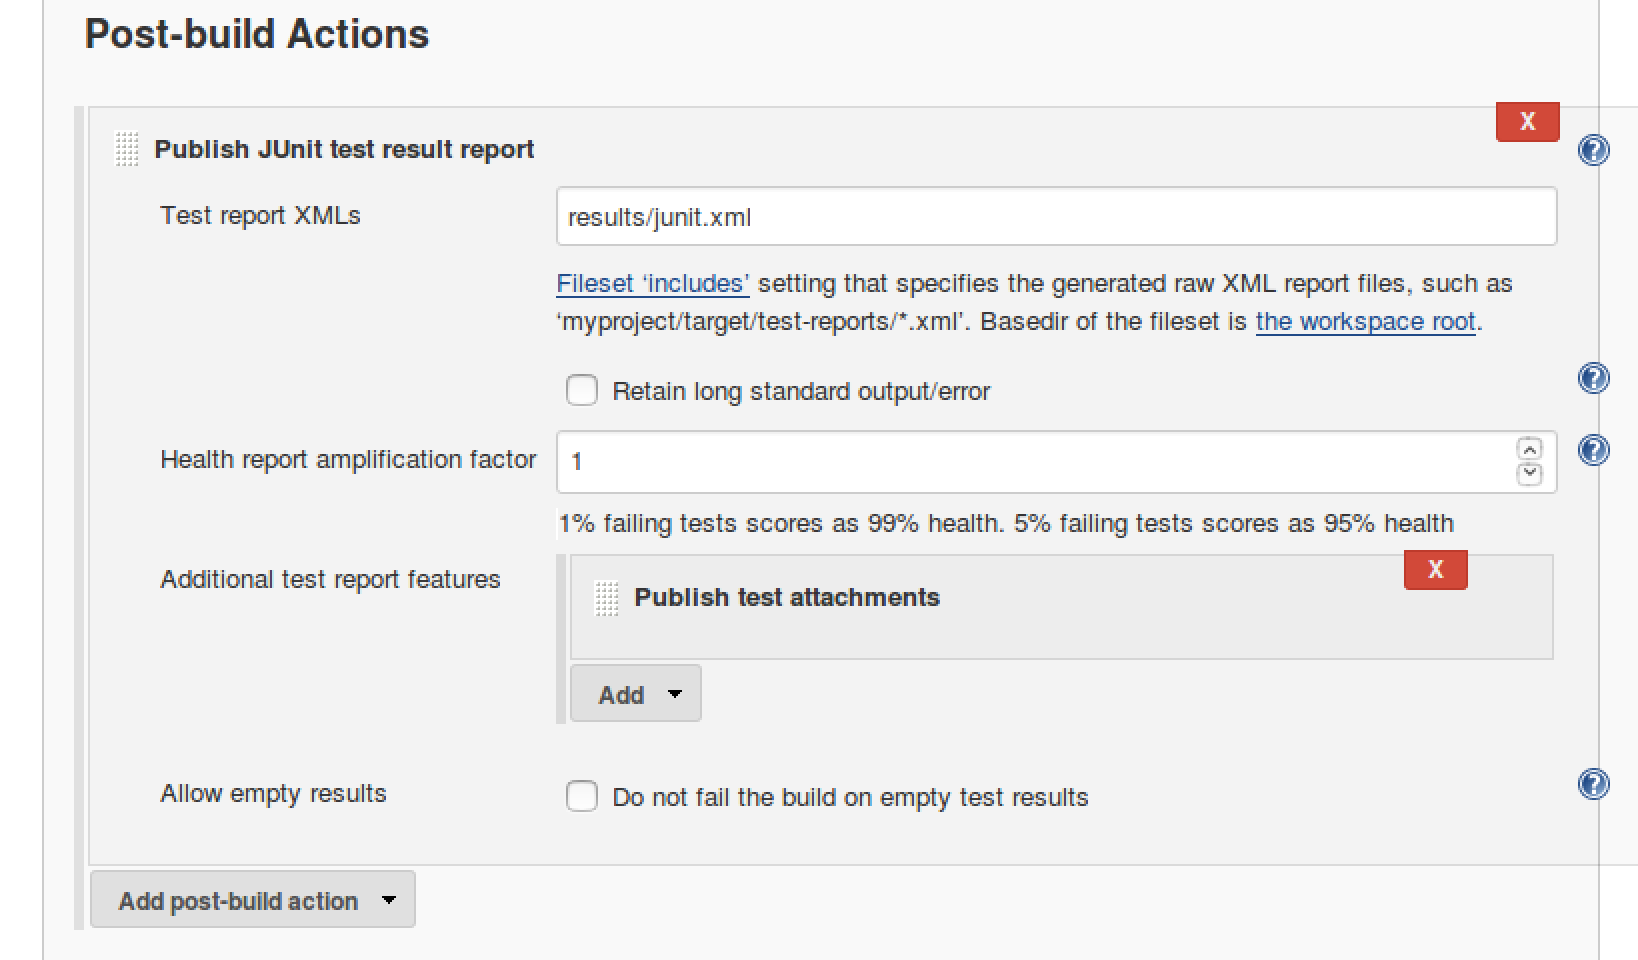 Post-build Actions
X
Publish JUnit test result report
?
Test report XMLs
results/junit.xml
Fileset ‘includes’ setting that specifies the generated raw XML report files, such as
‘myproject/target/test-reports/*.xml’. Basedir of the fileset is the workspace root.
Retain long standard output/error
?
Health report amplification factor
1
?
1% failing tests scores as 99% health. 5% failing tests scores as 95% health
Additional test report features
X
Publish test attachments
Add
Allow empty results
Do not fail the build on empty test results
?
Add post-build action